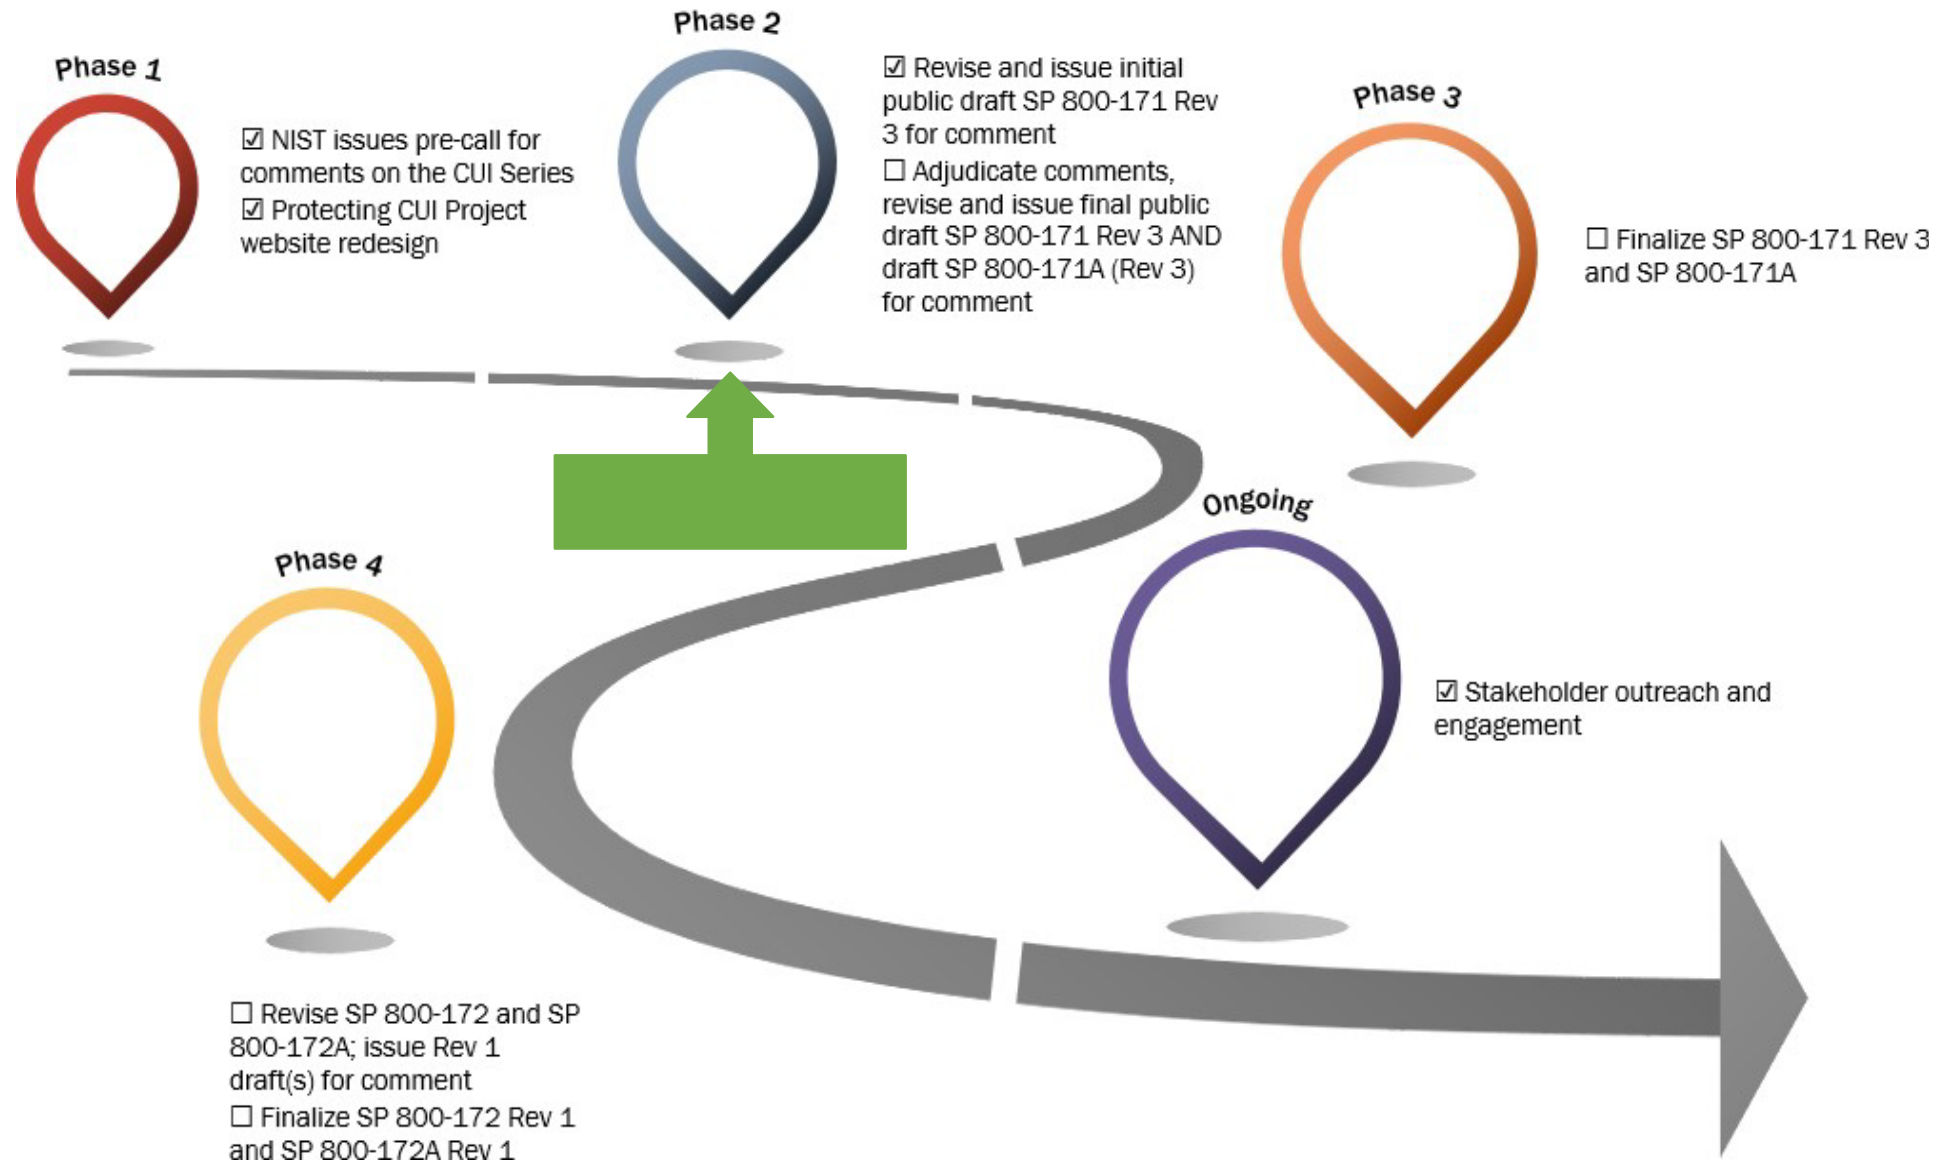 Phase 1
☑ NIST issues pre-call for
comments on the CUI Series
☑ Protecting CUI Project
website redesign
Phase 2
☑ Revise and issue initial
public draft SP 800-171 Rev
3 for comment
☐ Adjudicate comments,
revise and issue final public
draft SP 800-171 Rev 3 AND
draft SP 800-171A (Rev 3)
for comment
Phase 3
☐ Finalize SP 800-171 Rev 3
and SP 800-171A
Phase 4
☐ Revise SP 800-172 and SP
800-172A; issue Rev 1
draft(s) for comment
☐ Finalize SP 800-172 Rev 1
and SP 800-172A Rev 1
Ongoing
☑ Stakeholder outreach and
engagement